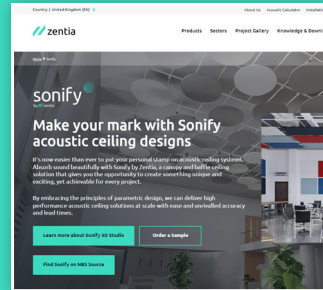 Country | United Kingdom (EN)
About Us Acoustic Calculator
zentia
Products Sectors Project Gallery Knowledge &
Home Sonify
sonify
by zentia
Make your mark with Sonify
acoustic ceiling designs
It's now easier than ever to put your personal stamp on acoustic ceiling systems.
Absorb sound beautifully with Sonify by Zentia, a canopy and baffle ceiling
solution that gives you the opportunity to create something unique and
exciting, yet achievable for every project.
By embracing the principles of parametric design, we can deliver high
performance acoustic ceiling solutions at scale with ease and unrivalled accuracy
and lead times.
Learn more about Sonify 3D Studio
Order a Sample
Find Sonify on NBS Source